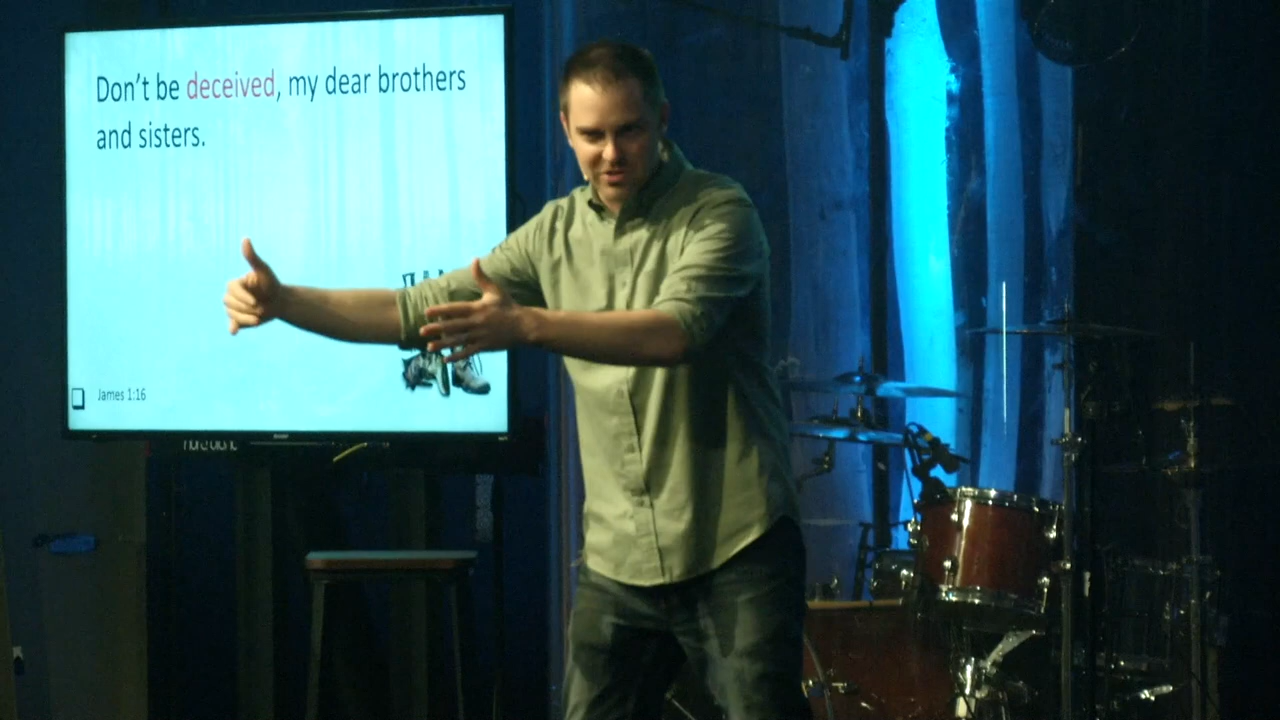 Don't be deceived, my dear brothers
and sisters.
James 1:16